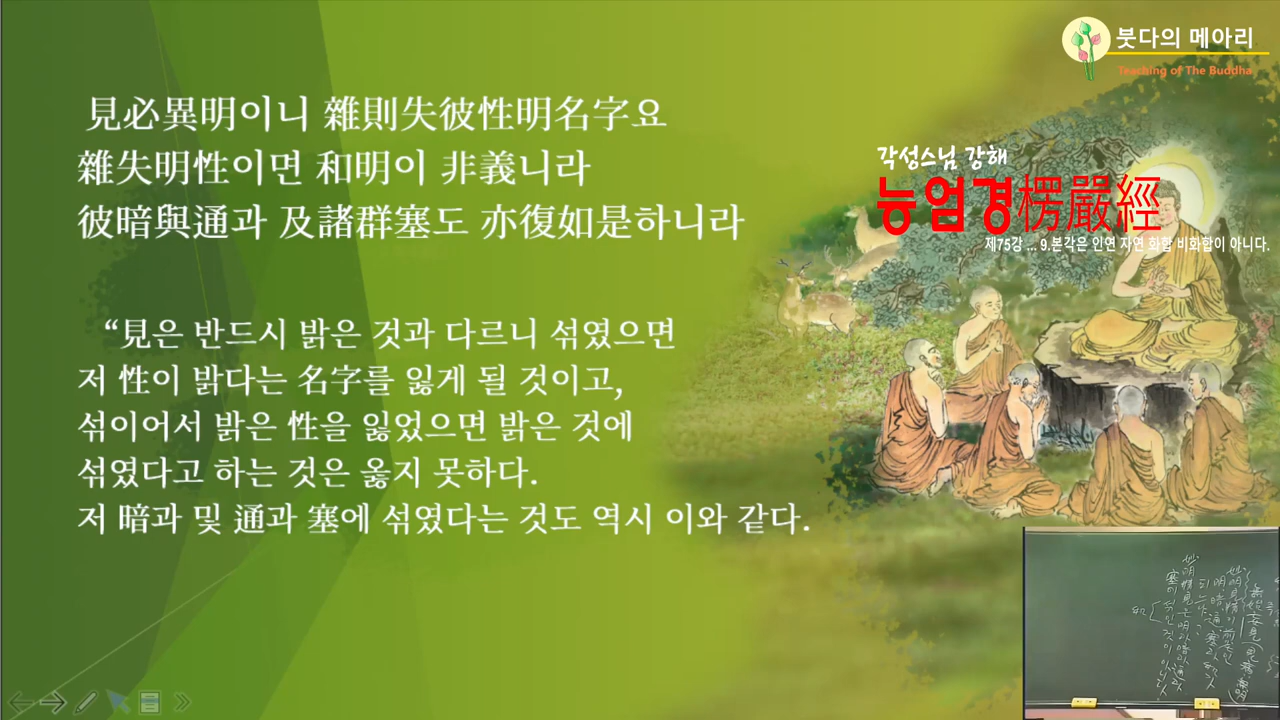 見必異明이니 雜則失彼性明名字요
雜失明性이면 和明이 非義니라
彼暗與通과 及諸群塞도 亦復如是하니라
“見은 반드시 밝은 것과 다르니 섞였으면
저 性이 밝다는 名字를 잃게 될 것이고,
섞이어서 밝은 性을 잃었으면 밝은 것에
섞였다고 하는 것은 옳지 못하다.
저 暗과 및 通과 塞에 섞였다는 것도 역시 이와 같다.
붓다의 메아리
Teaching of The Buddha
각성스님 강해
능엄경楞嚴經
제75강 ... 9.본각은 인연 자연 화합 비화합이 아니다.